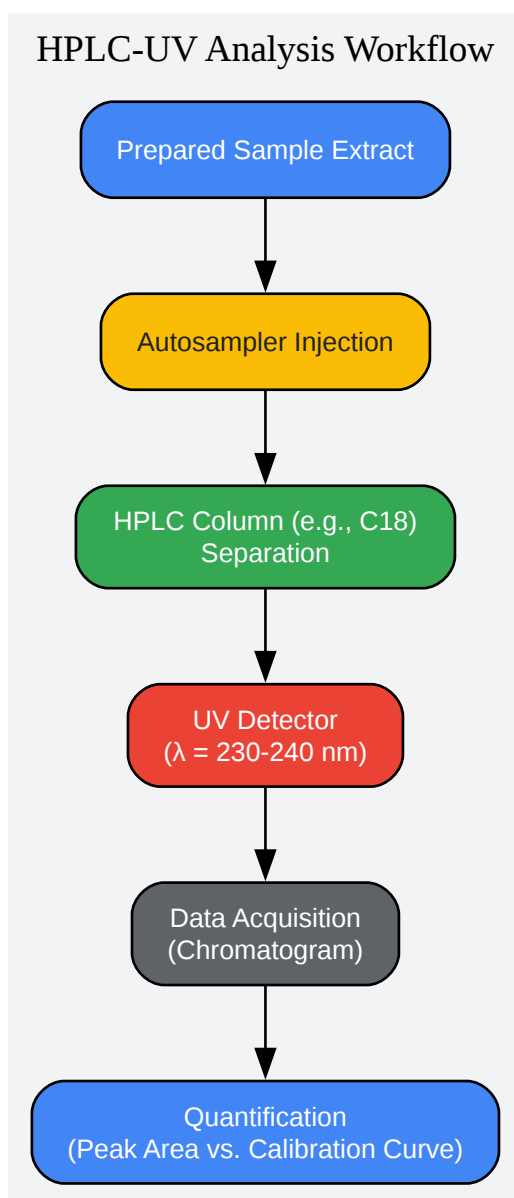 HPLC-UV Analysis Workflow
Prepared Sample Extract
Autosampler Injection
HPLC Column (e.g., C18)
Separation
UV Detector
(λ = 230-240 nm)
Data Acquisition
(Chromatogram)
Quantification
(Peak Area vs. Calibration Curve)